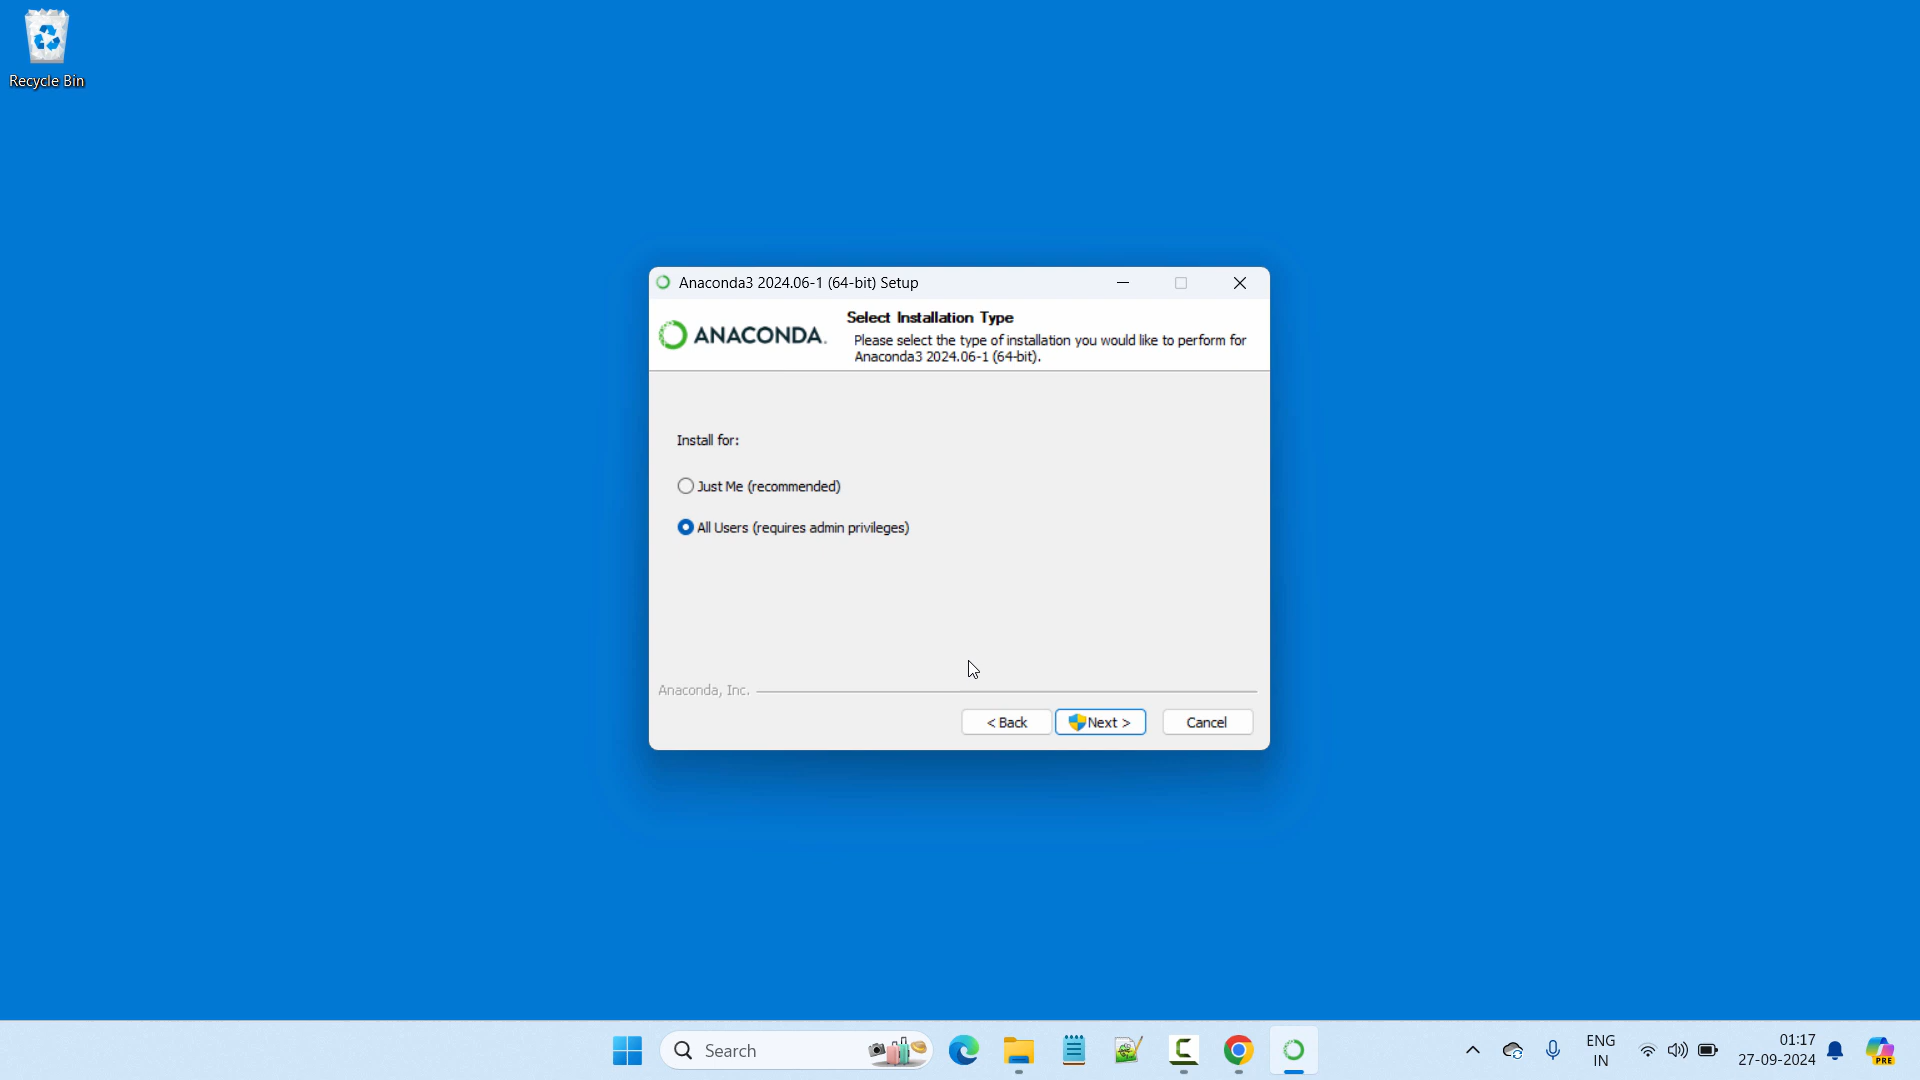 Recycle Bin
Anaconda3 2024.06-1 (64-bit) Setup
ANACONDA.
Select Installation Type
Please select the type of installation you would like to perform for
Anaconda3 2024.06-1 (64-bit).
Install for:
Just Me (recommended)
All Users (requires admin privileges)
Anaconda, Inc.
< Back
Next >
Cancel
Search
ENG
IN
01:17
27-09-2024
PRE